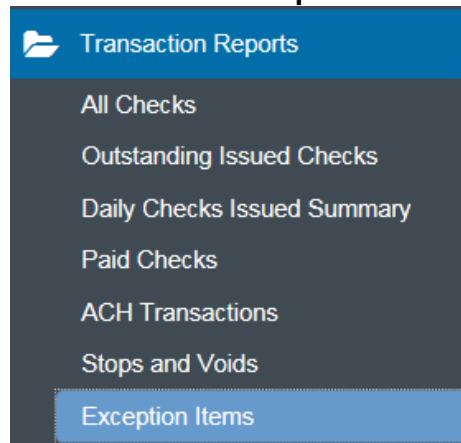 Transaction Reports
All Checks
Outstanding Issued Checks
Daily Checks Issued Summary
Paid Checks
ACH Transactions
Stops and Voids
Exception Items